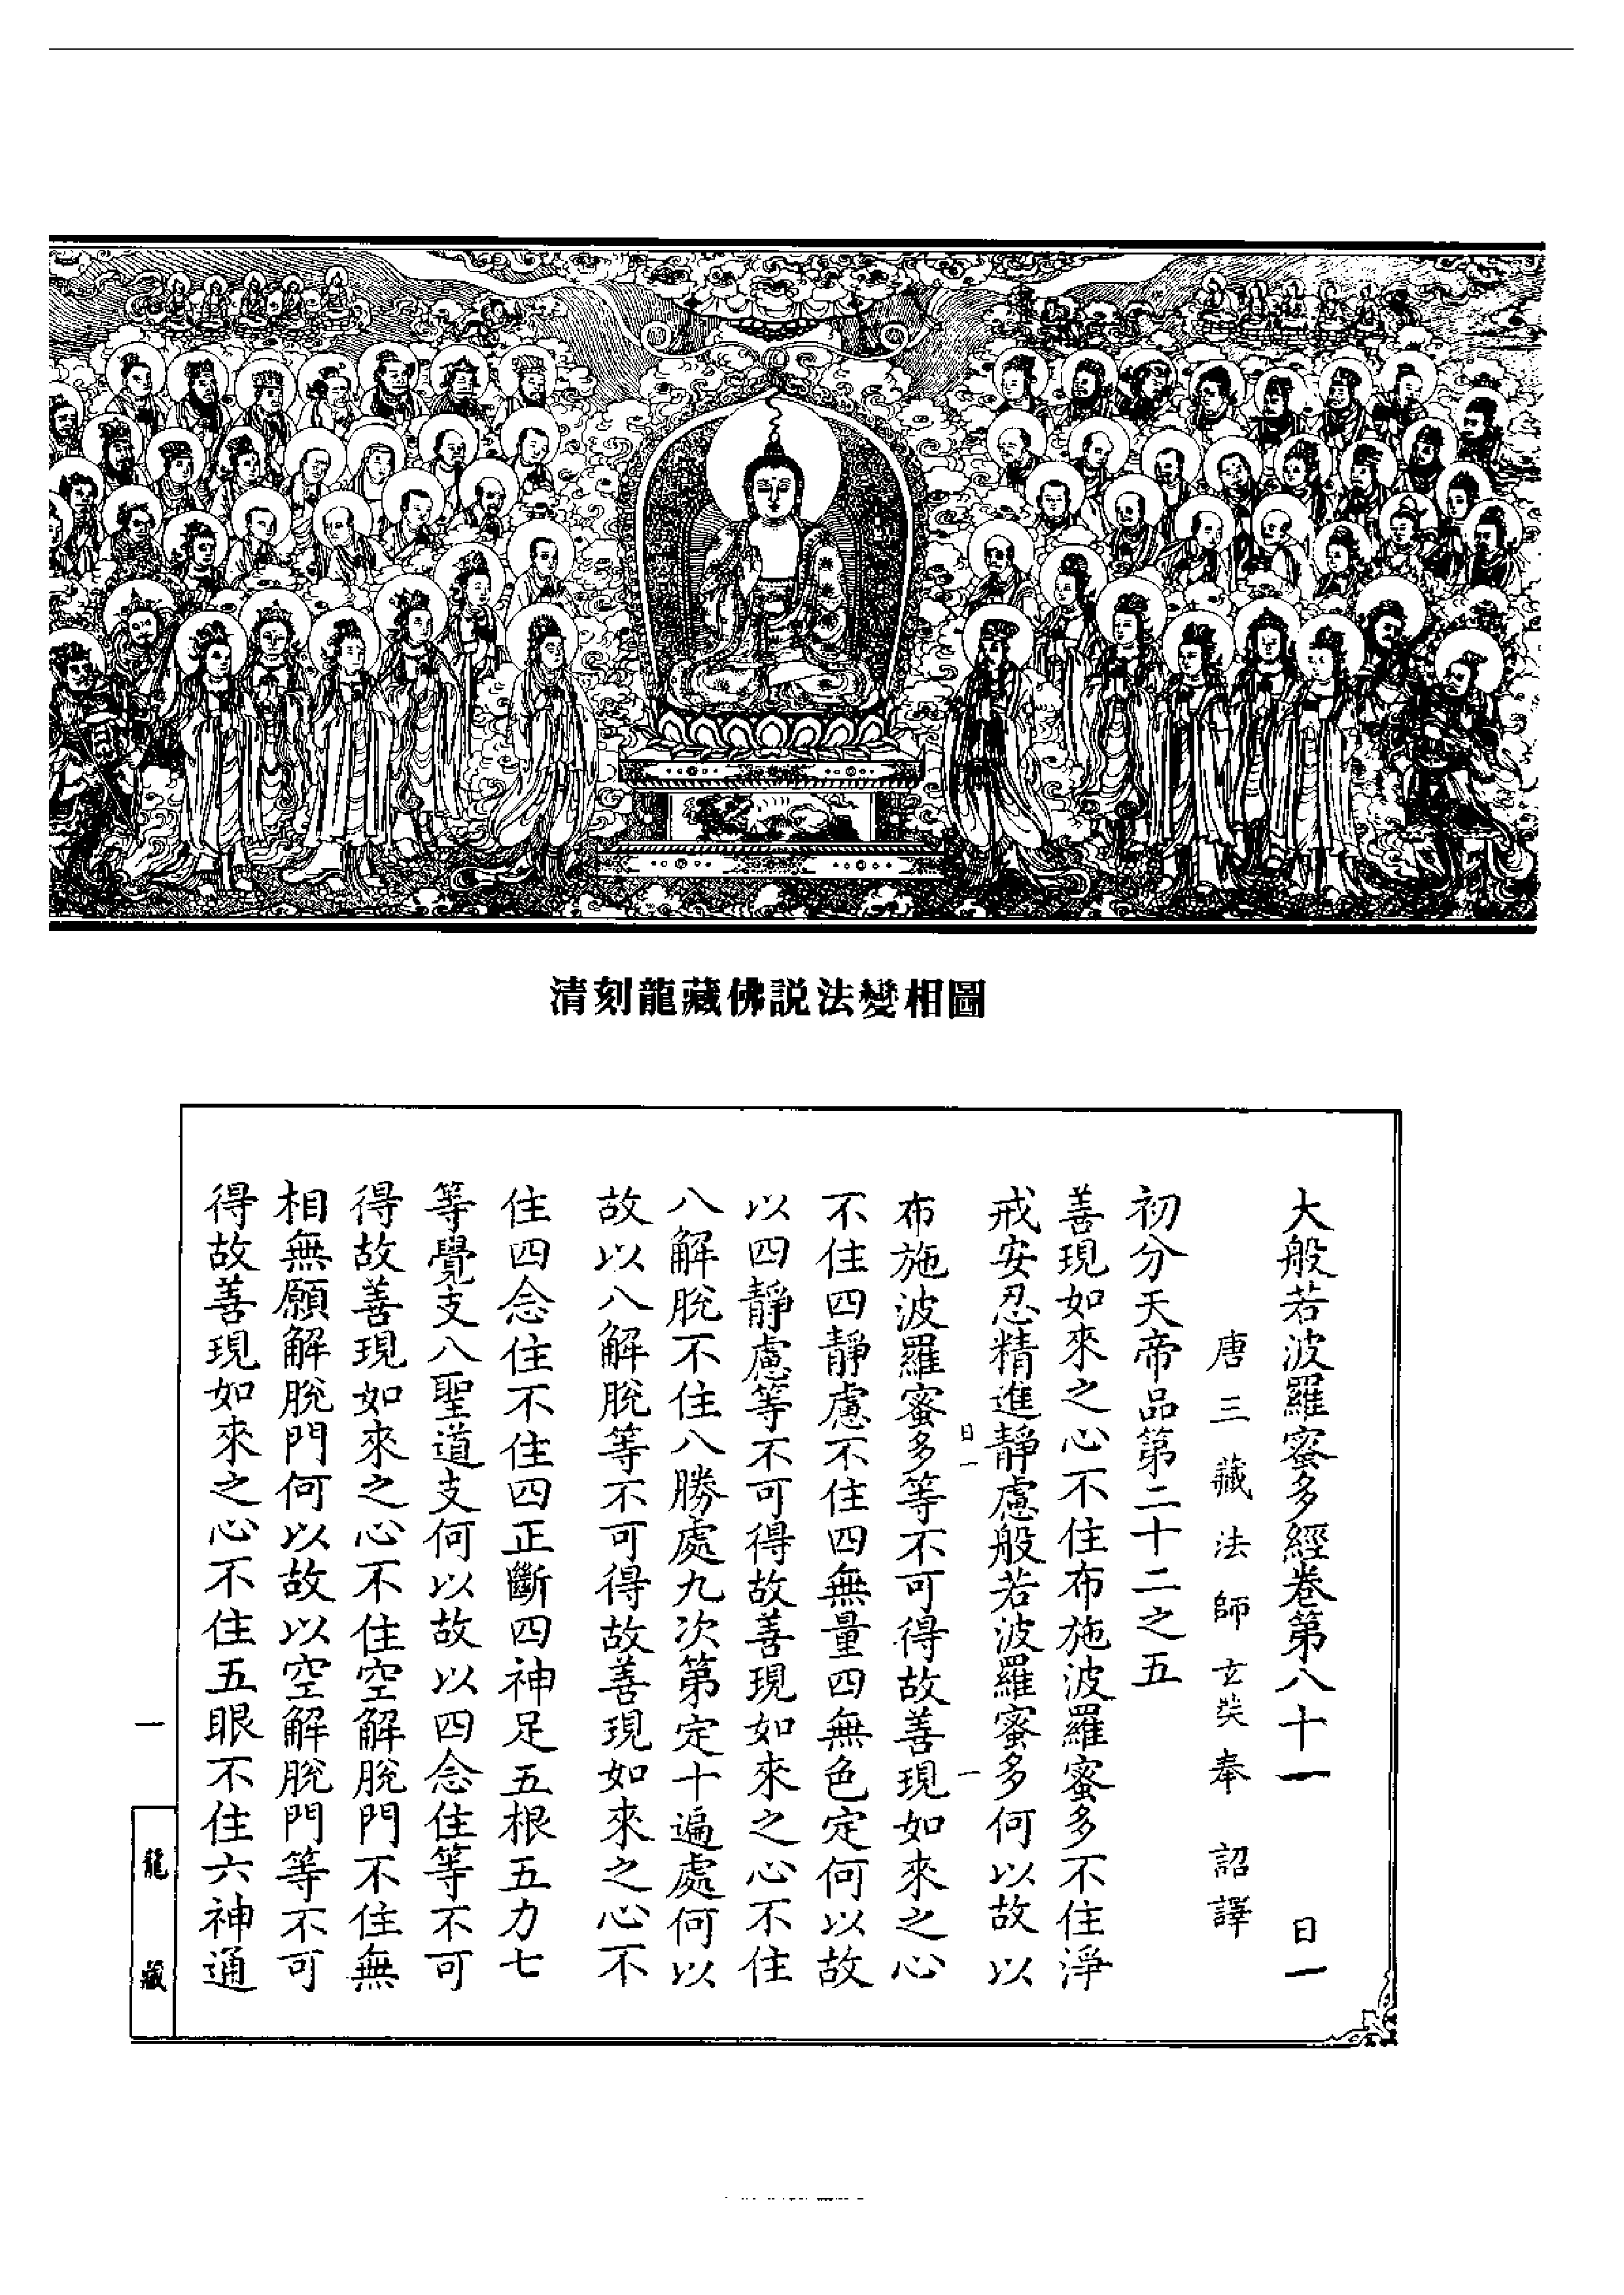 清刻龍藏佛説法變相圖
大般若波羅蜜多經卷第八十一 日一
唐三藏法師玄奘奉 詔譯
初分天帝品第二十二之五
善現如來之心不住布施波羅蜜多不住淨
戒安忍精進靜慮般若波羅蜜多何以故以
日一 一
布施波羅蜜多等不可得故善現如來之心
不住四靜慮不住四無量四無色定何以故
以四靜慮等不可得故善現如來之心不住
八解脫不住八勝處九次第定十遍處何以
故以八解脫等不可得故善現如來之心不
住四念住不住四正斷四神足五根五力七
等覺支八聖道支何以故以四念住等不可
得故善現如來之心不住空解脫門不住無
相無願解脫門何以故以空解脫門等不可
得故善現如來之心不住五眼不住六神通
一
龍藏